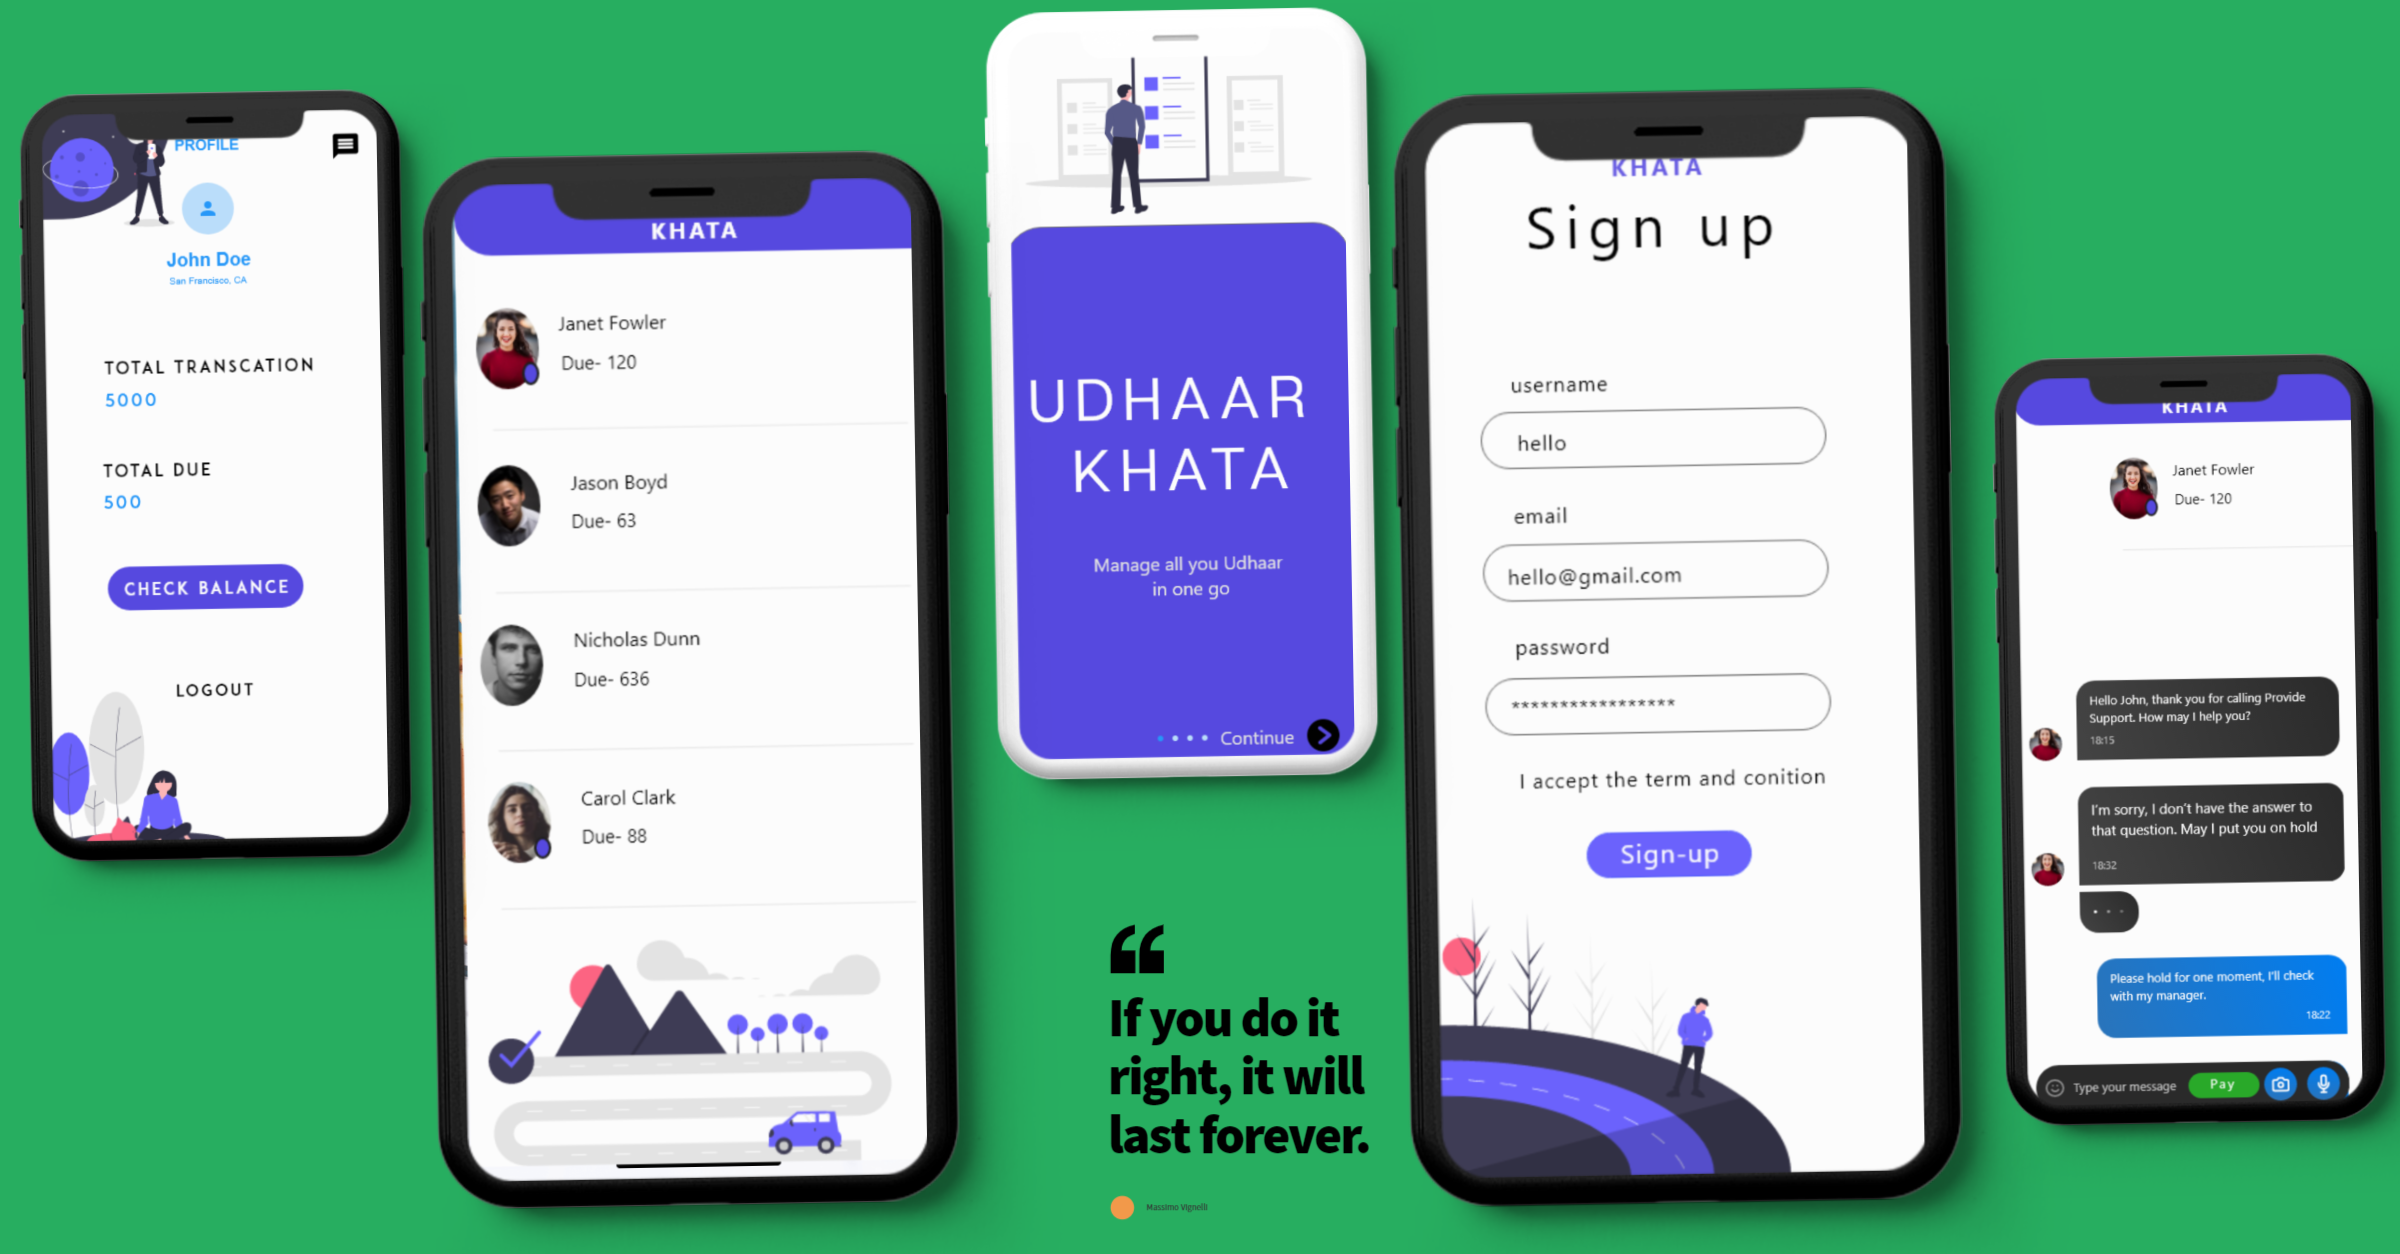 PROFILE
John Doe
San Francisco, CA
TOTAL TRANSCATION
5000
TOTAL DUE
500
CHECK BALANCE
LOGOUT
KHATA
Janet Fowler
Due- 120
Jason Boyd
Due- 63
Nicholas Dunn
Due- 636
Carol Clark
Due- 88
UDHAAR
KHATA
Manage all you Udhaar
in one go
Continue
“
If you do it
right, it will
last forever.
Massimo Vignelli
KHATA
Sign up
username
hello
email
hello@gmail.com
password
*****************
I accept the term and conition
Sign-up
KHATA
Janet Fowler
Due- 120
Hello John, thank you for calling Provide
Support. How may I help you?
18:15
I'm sorry, I don't have the answer to
that question. May I put you on hold
18:32
Please hold for one moment, I'll check
with my manager.
18:22
Type your message
Pay